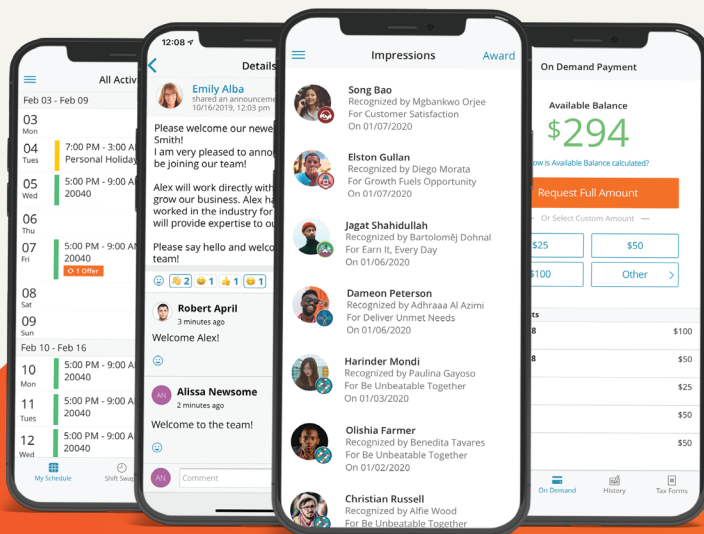 All Activ
Feb 03 - Feb 09
03
Mon
04
Tues
7:00 PM - 3:00 A
Personal Holiday
05
Wed
5:00 PM - 9:00 A
20040
06
Thu
07
Fri
5:00 PM - 9:00 A
20040
1 Offer
08
Sat
09
Sun
Feb 10 - Feb 16
10
Mon
5:00 PM - 9:00 A
20040
11
Tues
5:00 PM - 9:00 A
20040
12
Wed
5:00 PM - 9:00 A
20040
My Schedule
Shift Swap
12:08
Details
Emily Alba
shared an announceme
10/16/2019, 12:03 pm
Please welcome our newe
Smith!
I am very pleased to anno
be joining our team!
Alex will work directly with
grow our business. Alex ha
worked in the industry for
will provide expertise to ou
Please say hello and welco
team!
2
1
1
1
Robert April
3 minutes ago
Welcome Alex!
AN
Alissa Newsome
2 minutes ago
Welcome to the team!
AN
Comment
Impressions
Award
Song Bao
Recognized by Mgbankwo Orjee
For Customer Satisfaction
On 01/07/2020
Elston Gullan
Recognized by Diego Morata
For Growth Fuels Opportunity
On 01/07/2020
Jagat Shahidullah
Recognized by Bartoloměj Dohnal
For Earn It, Every Day
On 01/06/2020
Dameon Peterson
Recognized by Adhraaa Al Azimi
For Deliver Unmet Needs
On 01/06/2020
Harinder Mondi
Recognized by Paulina Gayoso
For Be Unbeatable Together
On 01/03/2020
Olishia Farmer
Recognized by Benedita Tavares
For Be Unbeatable Together
On 01/02/2020
Christian Russell
Recognized by Alfie Wood
For Be Unbeatable Together
On Demand Payment
Available Balance
$294
ow is Available Balance calculated?
Request Full Amount
Or Select Custom Amount
$25
$50
$100
Other
ts
8
$100
8
$50
$25
$50
$50
On Demand
History
Tax Forms